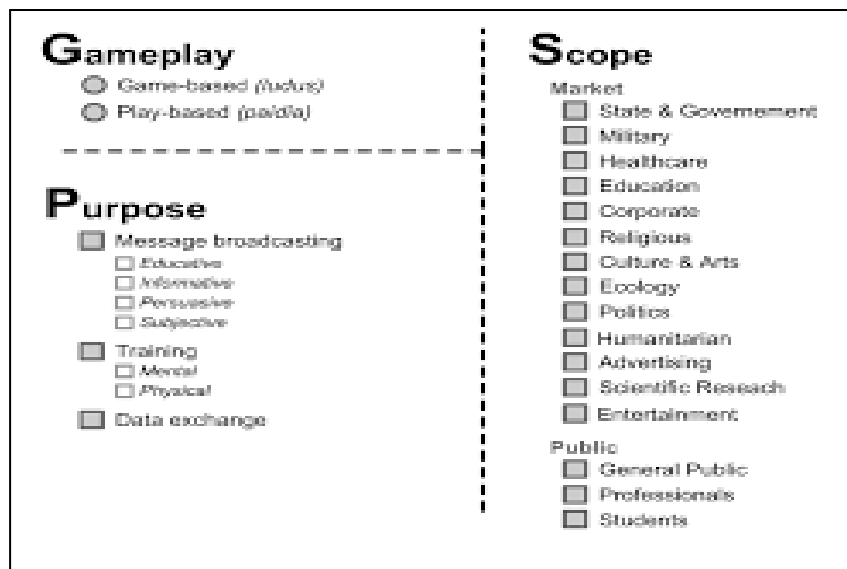 Gameplay
Game-based (ludus)
Play-based (paidia)
Purpose
Message broadcasting
Educative
Informative
Persuasive
Subjective
Training
Mental
Physical
Data exchange
Scope
Market
State & Governement
Military
Healthcare
Education
Corporate
Religious
Culture & Arts
Ecology
Politics
Humanitarian
Advertising
Scientific Reseach
Entertainment
Public
General Public
Professionals
Students